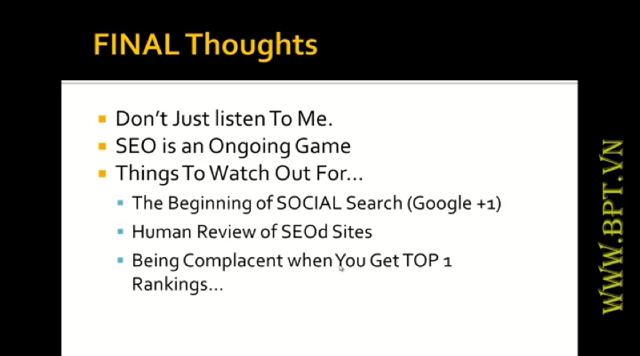 FINAL Thoughts
Don't Just listen To Me.
SEO is an Ongoing Game
Things To Watch Out For...
The Beginning of SOCIAL Search (Google +1)
Human Review of SEOd Sites
Being Complacent when You Get TOP 1
Rankings...
WWW.BPT.VN